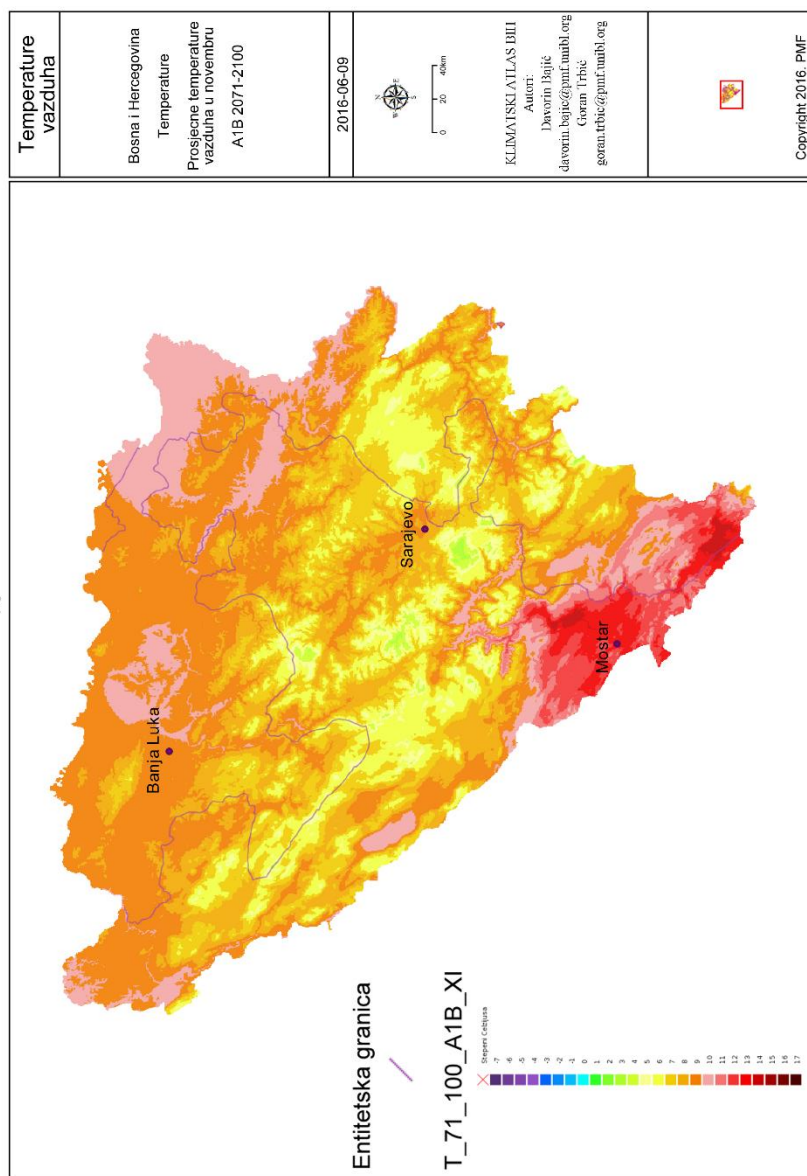 Temperature
vazduha
Bosna i Hercegovina
Temperature
Prosjecne temperature
vazduha u novembru
A1B 2071-2100
2016-06-09
N
W
E
S
0
20
40km
KLIMATSKI ATLAS BIH
Autori:
Davorin Bajić
davorin.bajic@pmf.unibl.org
Goran Trbić
goran.trbic@pmf.unibl.org
Copyright 2016. PMF
Banja Luka
Sarajevo
Mostar
Entitetska granica
T_71_100_A1B_XI
Stepeni Celzijusa
-7
-6
-5
-4
-3
-2
-1
0
1
2
3
4
5
6
7
8
9
10
11
12
13
14
15
16
17